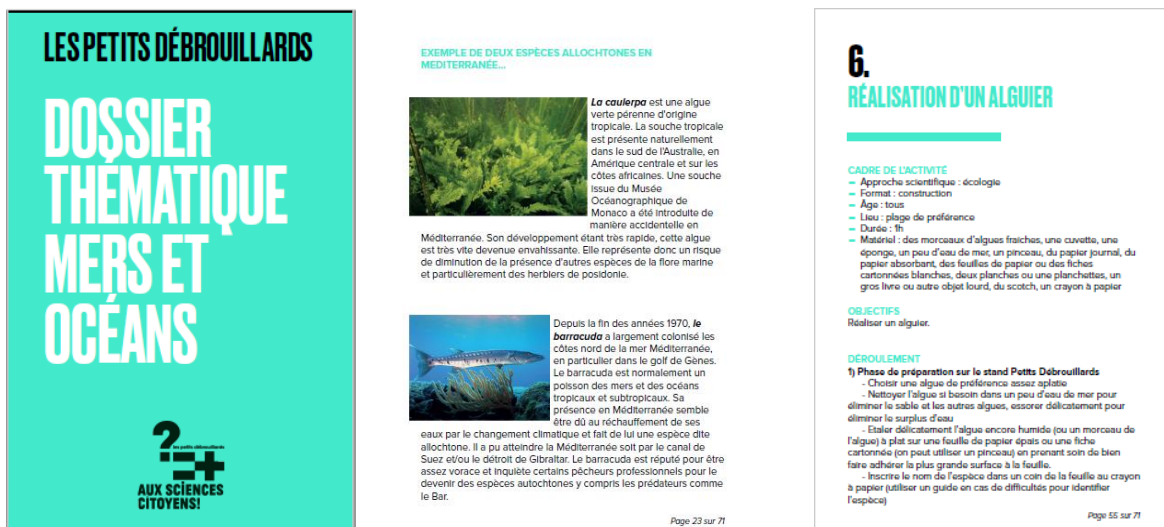 LES PETITS DÉBROUILLARDS
DOSSIER
THÉMATIQUE
MERS ET
OCÉANS
les petits débrouillards
AUX SCIENCES
CITOYENS!
EXEMPLE DE DEUX ESPÈCES ALLOCHTONES EN
MEDITERRANÉE...
La caulerpa est une algue
verte pérenne d'origine
tropicale. La souche tropicale
est présente naturellement
dans le sud de l'Australie, en
Amérique centrale et sur les
côtes africaines. Une souche
issue du Musée
Océanographique de
Monaco a été introduite de
manière accidentelle en
Méditerranée. Son développement étant très rapide, cette algue
est très vite devenue envahissante. Elle représente donc un risque
de diminution de la présence d'autres espèces de la flore marine
et particulièrement des herbiers de posidonie.
Depuis la fin des années 1970, le
barracuda a largement colonisé les
côtes nord de la mer Méditerranée,
en particulier dans le golf de Gènes.
Le barracuda est normalement un
poisson des mers et des océans
tropicaux et subtropicaux. Sa
présence en Méditerranée semble
être dû au réchauffement de ses
eaux par le changement climatique et fait de lui une espèce dite
allochtone. Il a pu atteindre la Méditerranée soit par le canal de
Suez et/ou le détroit de Gibraltar. Le barracuda est réputé pour être
assez vorace et inquiète certains pêcheurs professionnels pour le
devenir des espèces autochtones y compris les prédateurs comme
le Bar.
Page 23 sur 71
6.
RÉALISATION D'UN ALGUIER
CADRE DE L'ACTIVITÉ
– Approche scientifique : écologie
– Format : construction
– Âge : tous
– Lieu : plage de préférence
– Durée : 1h
– Matériel : des morceaux d'algues fraiches, une cuvette, une
éponge, un peu d'eau de mer, un pinceau, du papier journal, du
papier absorbant, des feuilles de papier ou des fiches
cartonnées blanches, deux planches ou une planchettes, un
gros livre ou autre objet lourd, du scotch, un crayon à papier
OBJECTIFS
Réaliser un alguier.
DÉROULEMENT
1) Phase de préparation sur le stand Petits Débrouillards
- Choisir une algue de préférence assez aplatie
- Nettoyer l'algue si besoin dans un peu d'eau de mer pour
éliminer le sable et les autres algues, essorer délicatement pour
éliminer le surplus d'eau
- Etaler délicatement l'algue encore humide (ou un morceau de
l'algue) à plat sur une feuille de papier épais ou une fiche
cartonnée (on peut utiliser un pinceau) en prenant soin de bien
faire adhérer la plus grande surface à la feuille.
- Inscrire le nom de l'espèce dans un coin de la feuille au crayon
à papier (utiliser un guide en cas de difficultés pour identifier
l'espèce)
Page 55 sur 71